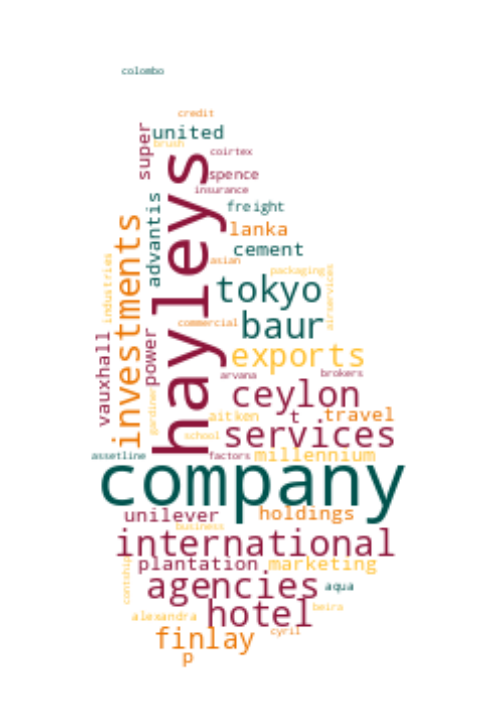 colombo
credit
super
united
brush
coirtex
hayleys
spence
insurance
advantis
freight
lanka
cement
asian
packaging
industries
investments
tokyo
airservices
commercial
baur
vauxhall
power
exports
arvana
brokers
ceylon
gardiner
aitken
t
travel
school
services
assetline
factors
millennium
company
unilever
holdings
business
international
plantation
marketing
agencies
aqua
hotel
beira
alexandra
cyril
finlay
p